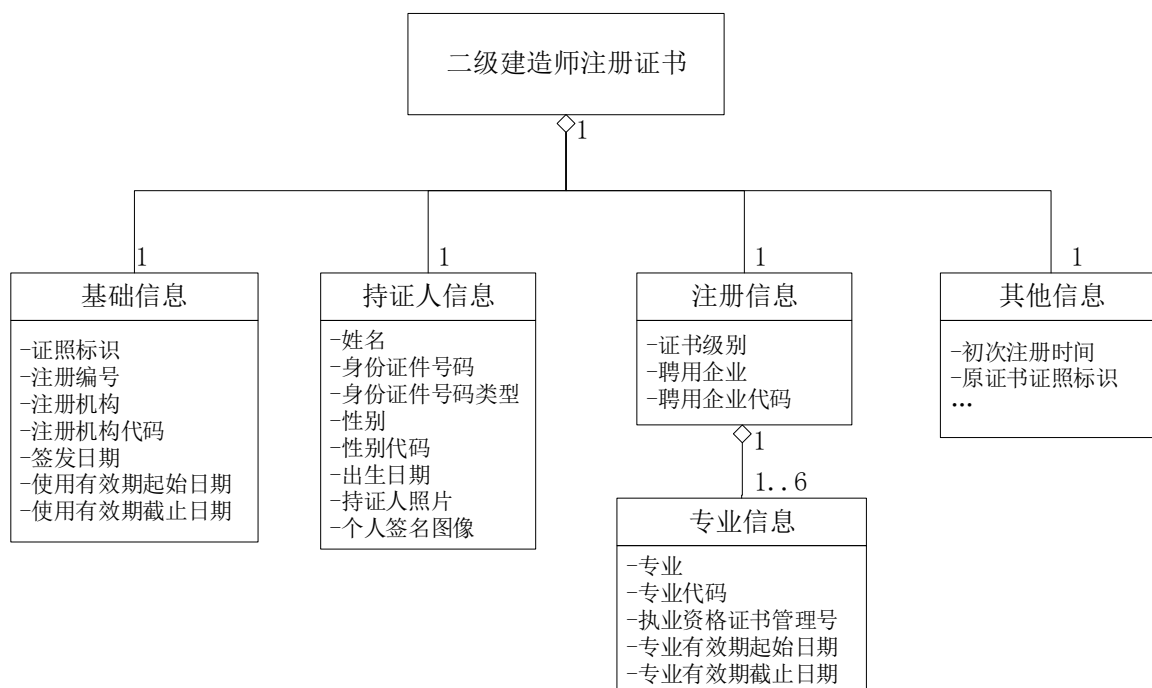 二级建造师注册证书
1
1
基础信息
-证照标识
-注册编号
-注册机构
-注册机构代码
-签发日期
-使用有效期起始日期
-使用有效期截止日期
1
持证人信息
-姓名
-身份证件号码
-身份证件号码类型
-性别
-性别代码
-出生日期
-持证人照片
-个人签名图像
1
注册信息
-证书级别
-聘用企业
-聘用企业代码
1
1..6
专业信息
-专业
-专业代码
-执业资格证书管理号
-专业有效期起始日期
-专业有效期截止日期
1
其他信息
-初次注册时间
-原证书证照标识
…